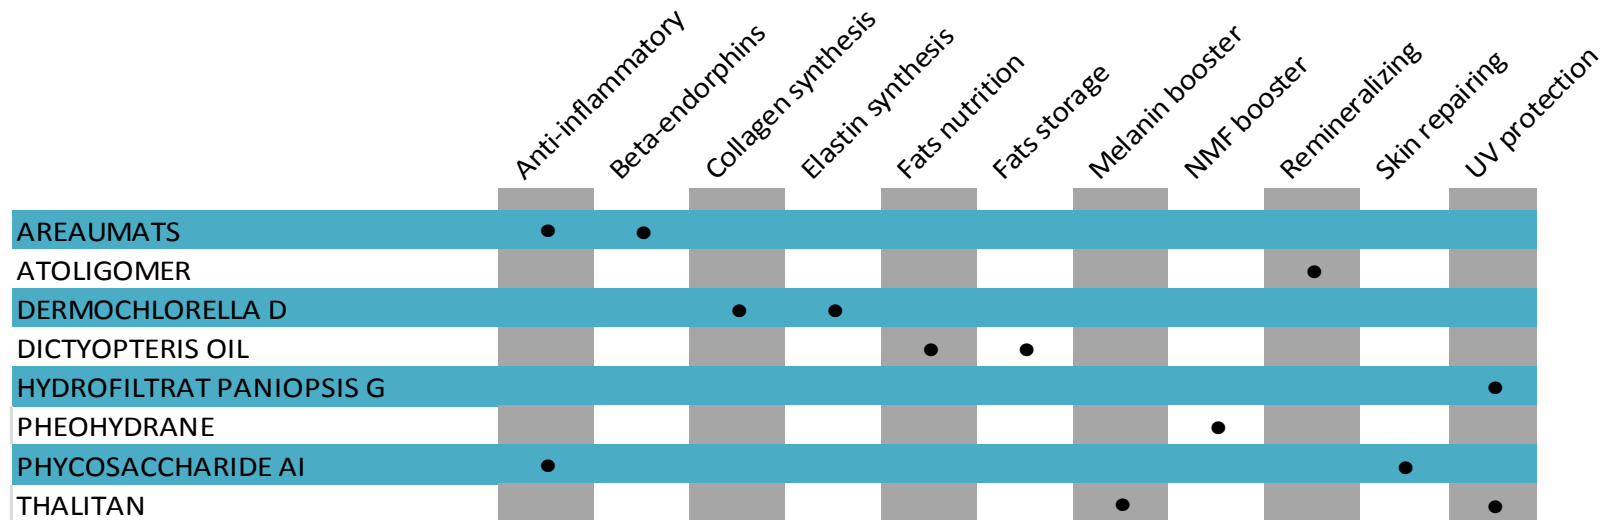 Anti-inflammatory
Beta-endorphins
Collagen synthesis
Elastin synthesis
Fats nutrition
Fats storage
Melanin booster
NMF booster
Remineralizing
Skin repairing
UV protection
AREAUMATS
ATOLIGOMER
DERMOCHLORELLA D
DICTYOPTERIS OIL
HYDROFILTRAT PANIOPSIS G
PHEOHYDRANE
PHYCOSACCHARIDE AI
THALITAN